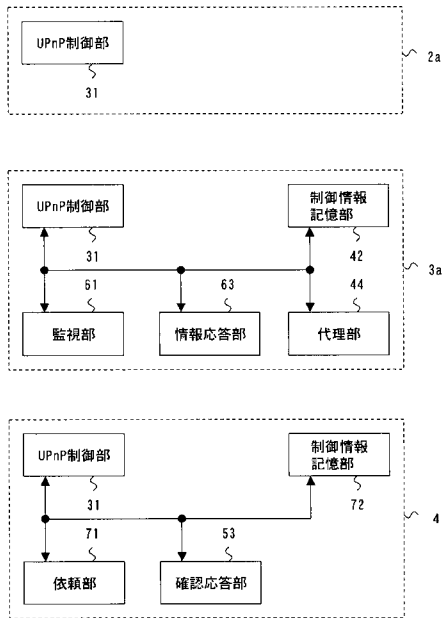 UPnP制御部
31
2a
UPnP制御部
制御情報
記憶部
31
42
3a
61
63
44
監視部
情報応答部
代理部
UPnP制御部
制御情報
記憶部
31
72
4
71
53
依頼部
確認応答部